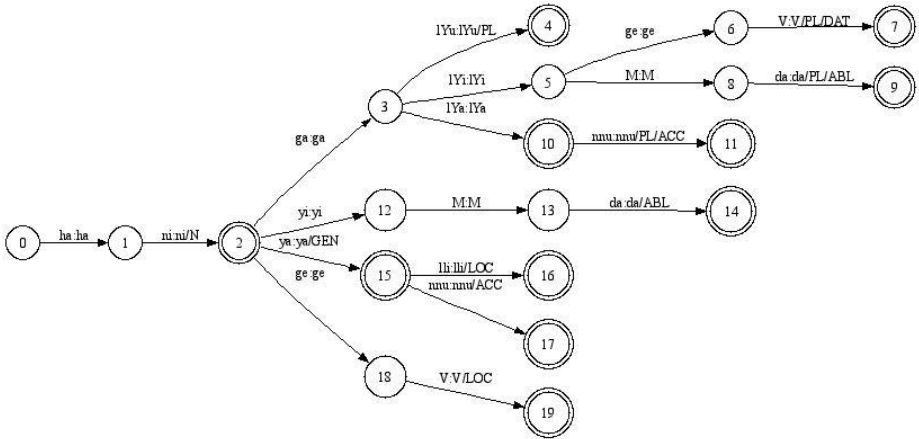 lYu:lYu/PL
4
ge:ge
6
V:V/PL/DAT
7
lYi:lYi
5
M:M
8
da:da/PL/ABL
9
3
lYa:lYa
ga:ga
10
nnu:nnu/PL/ACC
11
yi:yi
12
M:M
13
da:da/ABL
14
0
ha:ha
1
ni:ni/N
2
ya:ya/GEN
15
lli:lli/LOC
16
nnu:nnu/ACC
ge:ge
17
18
V:V/LOC
19